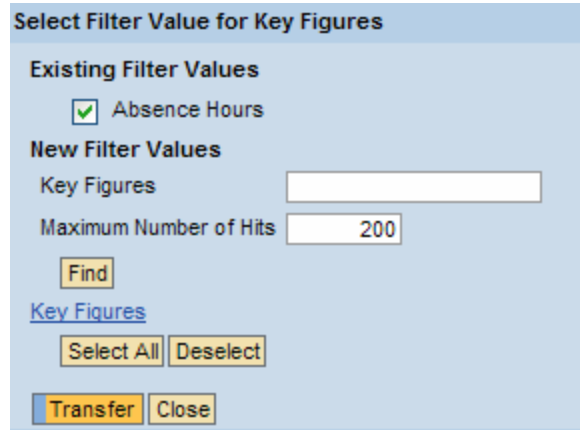 Select Filter Value for Key Figures
Existing Filter Values
Absence Hours
New Filter Values
Key Figures
Maximum Number of Hits 200
Find
Key Figures
Select All Deselect
Transfer Close